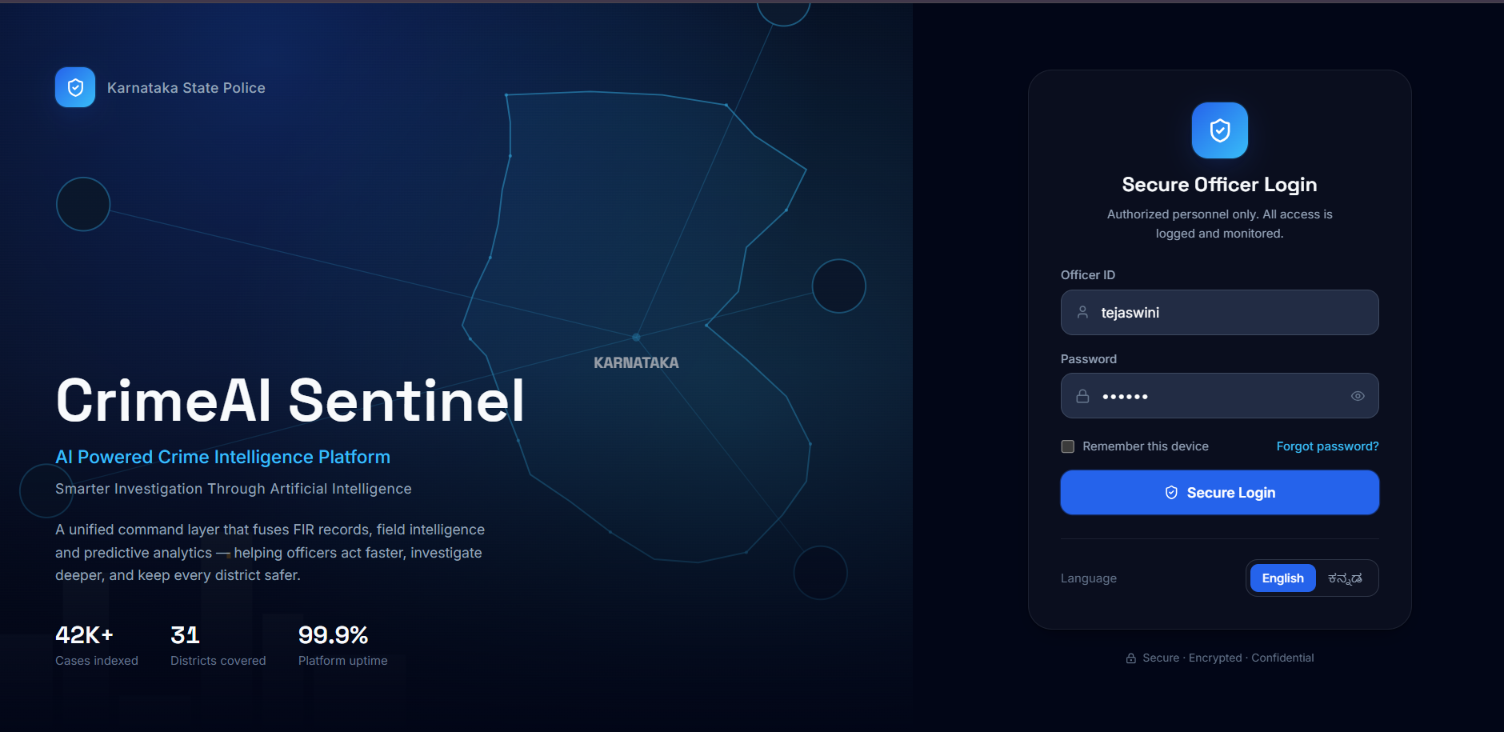 Karnataka State Police
KARNATAKA
CrimeAI Sentinel
AI Powered Crime Intelligence Platform
Smarter Investigation Through Artificial Intelligence
A unified command layer that fuses FIR records, field intelligence
and predictive analytics — helping officers act faster, investigate
deeper, and keep every district safer.
42K+ 31 99.9%
Cases indexed Districts covered Platform uptime
Secure Officer Login
Authorized personnel only. All access is
logged and monitored.
Officer ID
tejaswini
Password
••••••
Remember this device Forgot password?
Secure Login
Language English ಕನ್ನಡ
Secure · Encrypted · Confidential